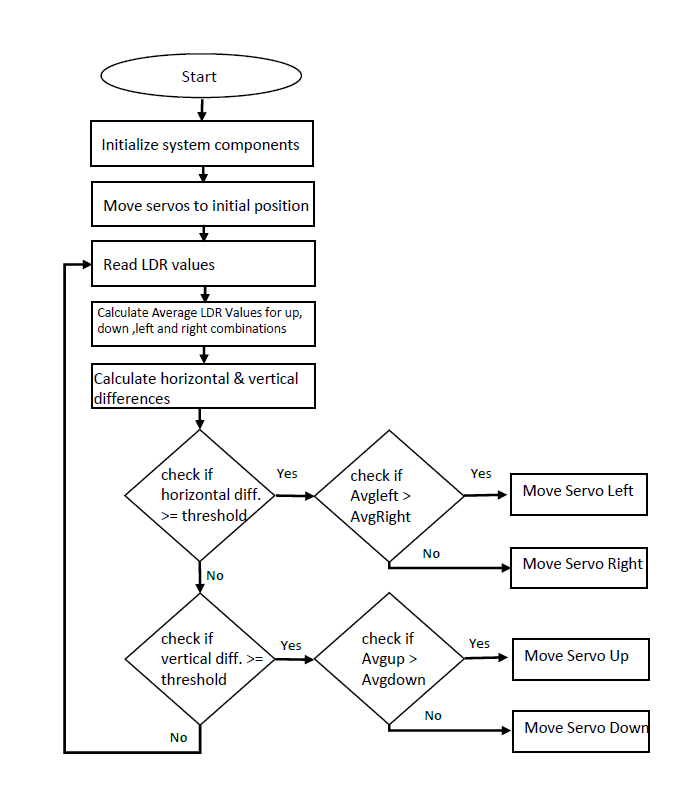 Start
Initialize system components
Move servos to initial position
Read LDR values
Calculate Average LDR Values for up,
down ,left and right combinations
Calculate horizontal & vertical
differences
check if
horizontal diff.
>= threshold
Yes
check if
Avgleft >
AvgRight
Yes
Move Servo Left
No
Move Servo Right
No
check if
vertical diff. >=
threshold
Yes
check if
Avgup >
Avgdown
Yes
Move Servo Up
No
Move Servo Down
No